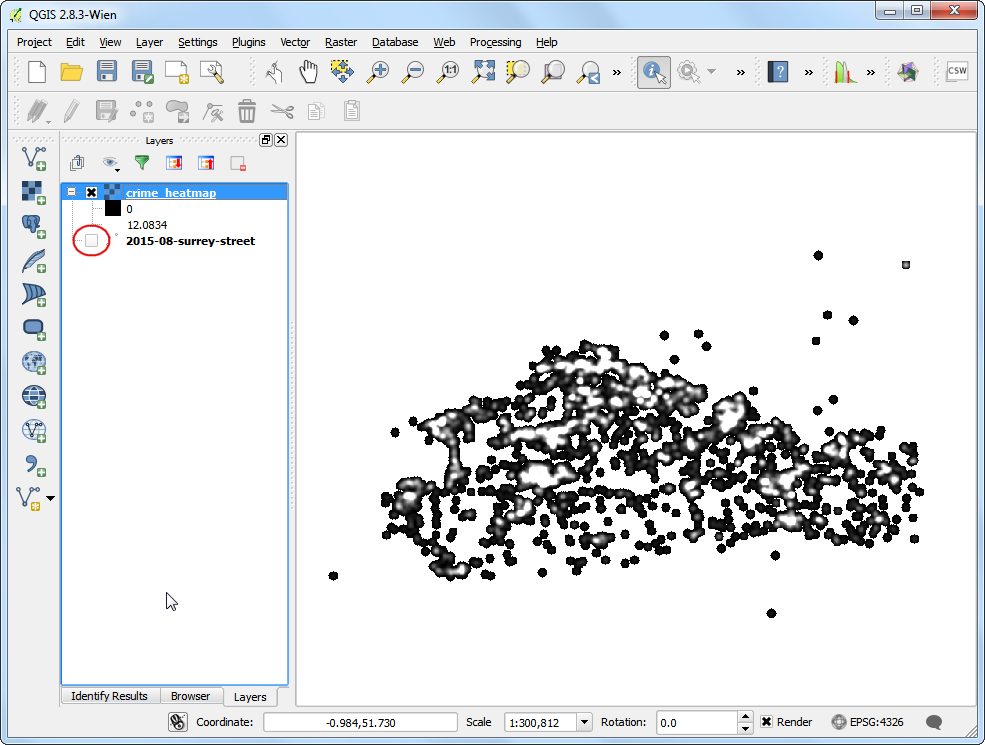 QGIS 2.8.3-Wien
Project Edit View Layer Settings Plugins Vector Raster Database Web Processing Help
1:1 » » ? » » CSW
Layers
crime_heatmap
0
12.0834
2015-08-surrey-street
Identify Results Browser Layers
Coordinate: -0.984,51.730 Scale 1:300,812 Rotation: 0.0 Render EPSG:4326